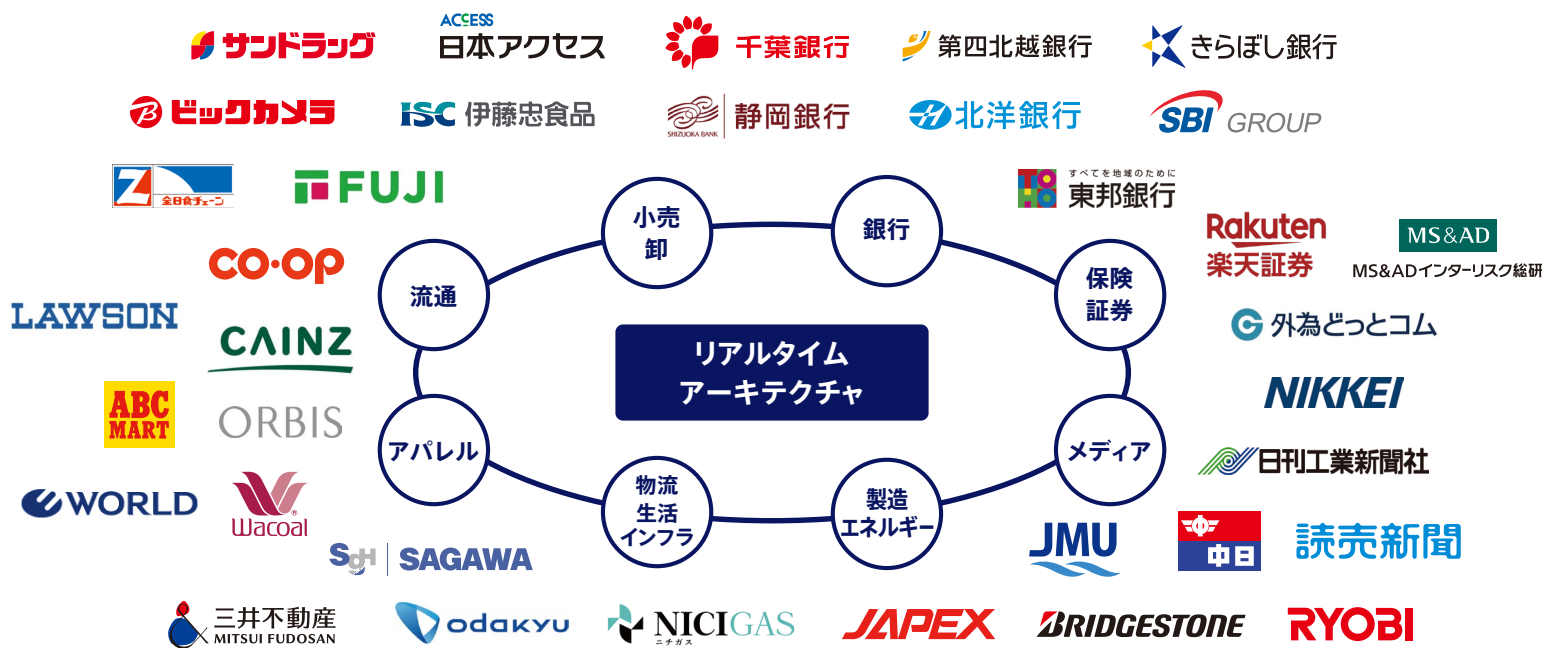 サンドラッグ
ACCESS
日本アクセス
千葉銀行
第四北越銀行
きらぼし銀行
ビックカメラ
ISC 伊藤忠食品
SHIZUOKA BANK
静岡銀行
北洋銀行
SBI GROUP
Z
全日食チェーン
FUJI
TOHO
すべてを地域のために
東邦銀行
小売
卸
銀行
Rakuten
楽天証券
MS&AD
MS&ADインターリスク総研
CO・OP
流通
保険
証券
LAWSON
CAINZ
外為どっとコム
リアルタイム
アーキテクチャ
ABC
MART
ORBIS
NIKKEI
アパレル
メディア
日刊工業新聞社
WORLD
Wacoal
®
物流
生活
インフラ
製造
エネルギー
SGH
SAGAWA
JMU
中
中日
読売新聞
三井不動産
MITSUI FUDOSAN
ODAKYU
NICIGAS
ニチガス
JAPEX
BRIDGESTONE
RYOBI